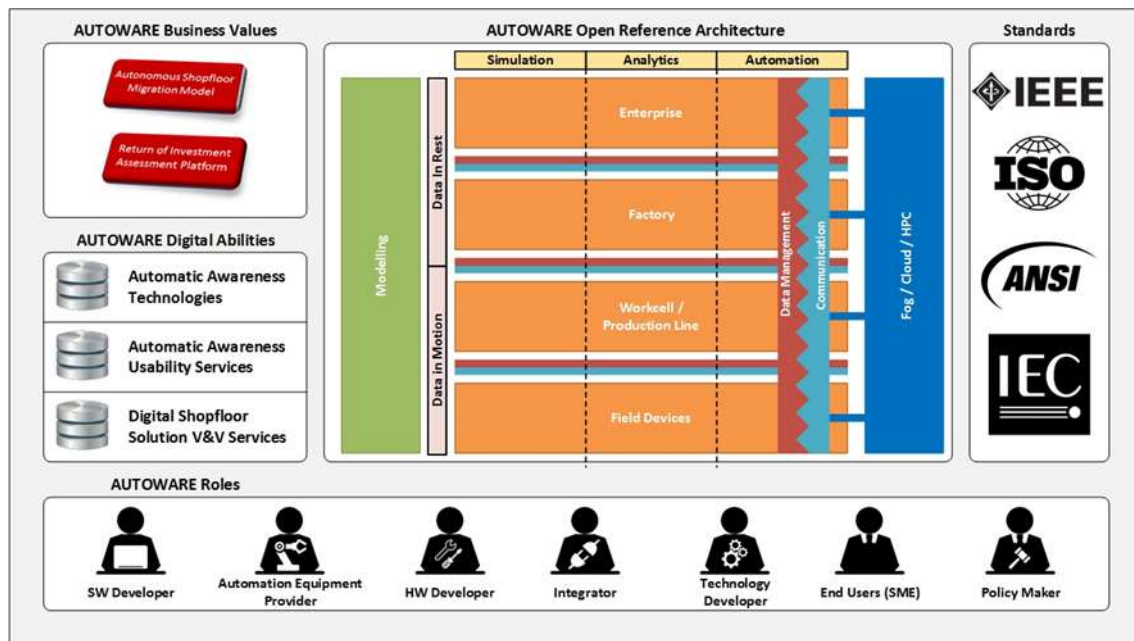 AUTOWARE Business Values
Autonomous Shopfloor
Migration Model
Return of Investment
Assessment Platform
AUTOWARE Digital Abilities
Automatic Awareness
Technologies
Automatic Awareness
Usability Services
Digital Shopfloor
Solution V&V Services
AUTOWARE Open Reference Architecture
Simulation
Analytics
Automation
Modelling
Data In Rest
Data in Motion
Enterprise
Factory
Workcell /
Production Line
Field Devices
Data Management
Communication
Fog / Cloud / HPC
Standards
IEEE
ISO
ANSI
IEC
AUTOWARE Roles
SW Developer
Automation Equipment
Provider
HW Developer
Integrator
Technology
Developer
End Users (SME)
Policy Maker